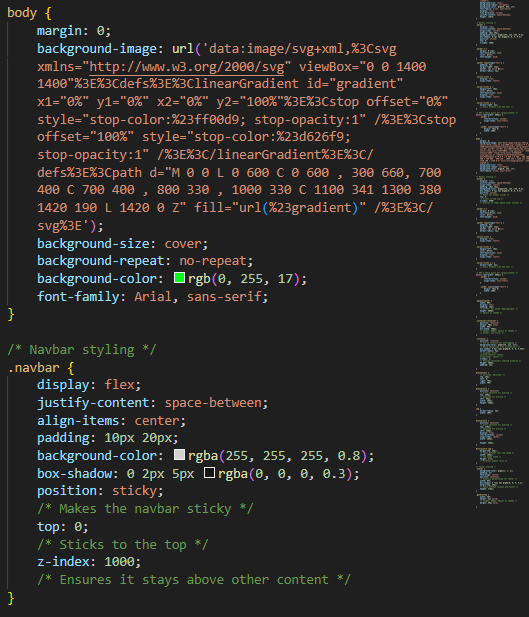 body {
margin: 0;
background-image: url('data:image/svg+xml,%3Csvg
xmlns="http://www.w3.org/2000/svg" viewBox="0 0 1400
1400"%3E%3Cdefs%3E%3ClinearGradient id="gradient"
x1="0%" y1="0%" x2="0%" y2="100%"%3E%3Cstop offset="0%"
style="stop-color:%23ff00d9; stop-opacity:1" /%3E%3Cstop
offset="100%" style="stop-color:%23d626f9;
stop-opacity:1" /%3E%3C/linearGradient%3E%3C/
defs%3E%3Cpath d="M 0 0 L 0 600 C 0 600 , 300 660, 700
400 C 700 400 , 800 330 , 1000 330 C 1100 341 1300 380
1420 190 L 1420 0 Z" fill="url(%23gradient)" /%3E%3C/
svg%3E');
background-size: cover;
background-repeat: no-repeat;
background-color: rgb(0, 255, 17);
font-family: Arial, sans-serif;
}
/* Navbar styling */
.navbar {
display: flex;
justify-content: space-between;
align-items: center;
padding: 10px 20px;
background-color: rgba(255, 255, 255, 0.8);
box-shadow: 0 2px 5px rgba(0, 0, 0, 0.3);
position: sticky;
/* Makes the navbar sticky */
top: 0;
/* Sticks to the top */
z-index: 1000;
/* Ensures it stays above other content */
}